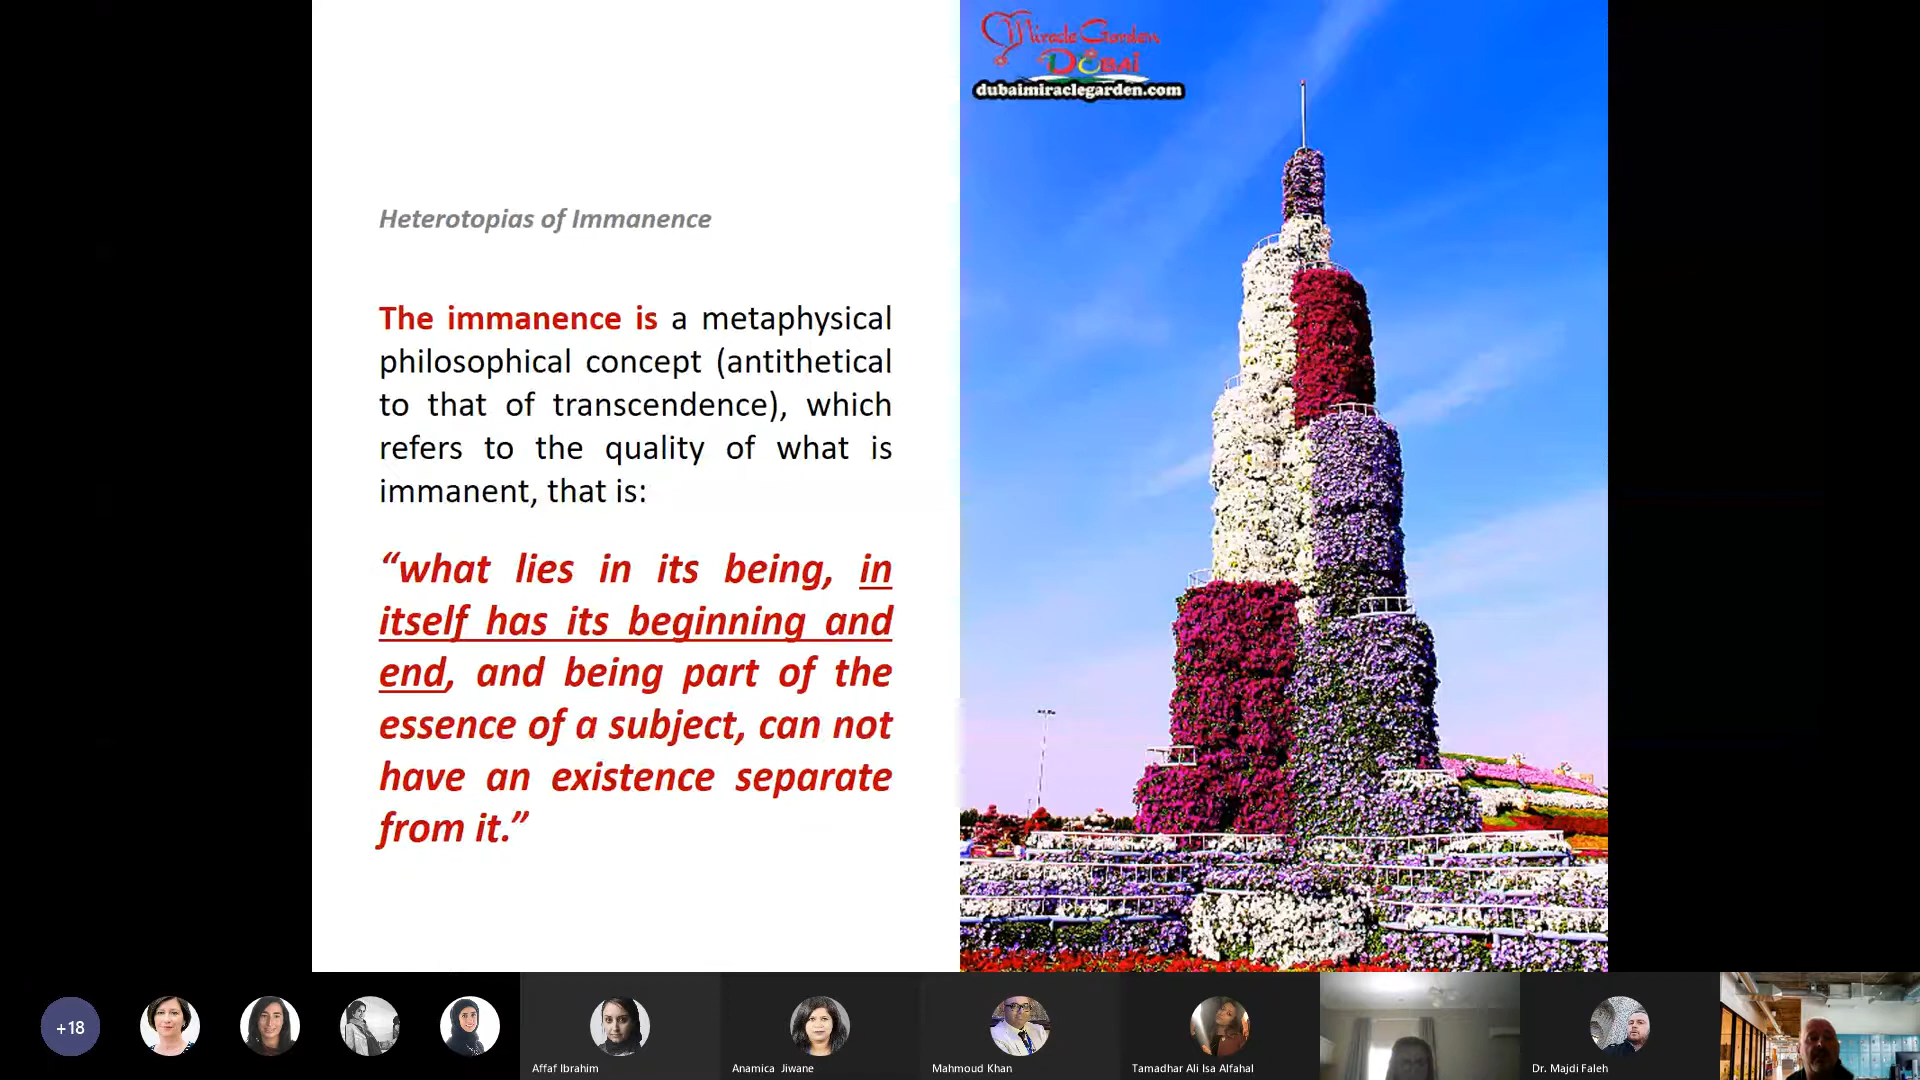 Miracle Garden
DUBAI
dubaimiraclegarden.com
Heterotopias of Immanence
The immanence is a metaphysical
philosophical concept (antithetical
to that of transcendence), which
refers to the quality of what is
immanent, that is:
“what lies in its being, in
itself has its beginning and
end, and being part of the
essence of a subject, can not
have an existence separate
from it.”
+18
Affaf Ibrahim
Anamica Jiwane
Mahmoud Khan
Tamadhar Ali Isa Alfahal
Dr. Majdi Faleh